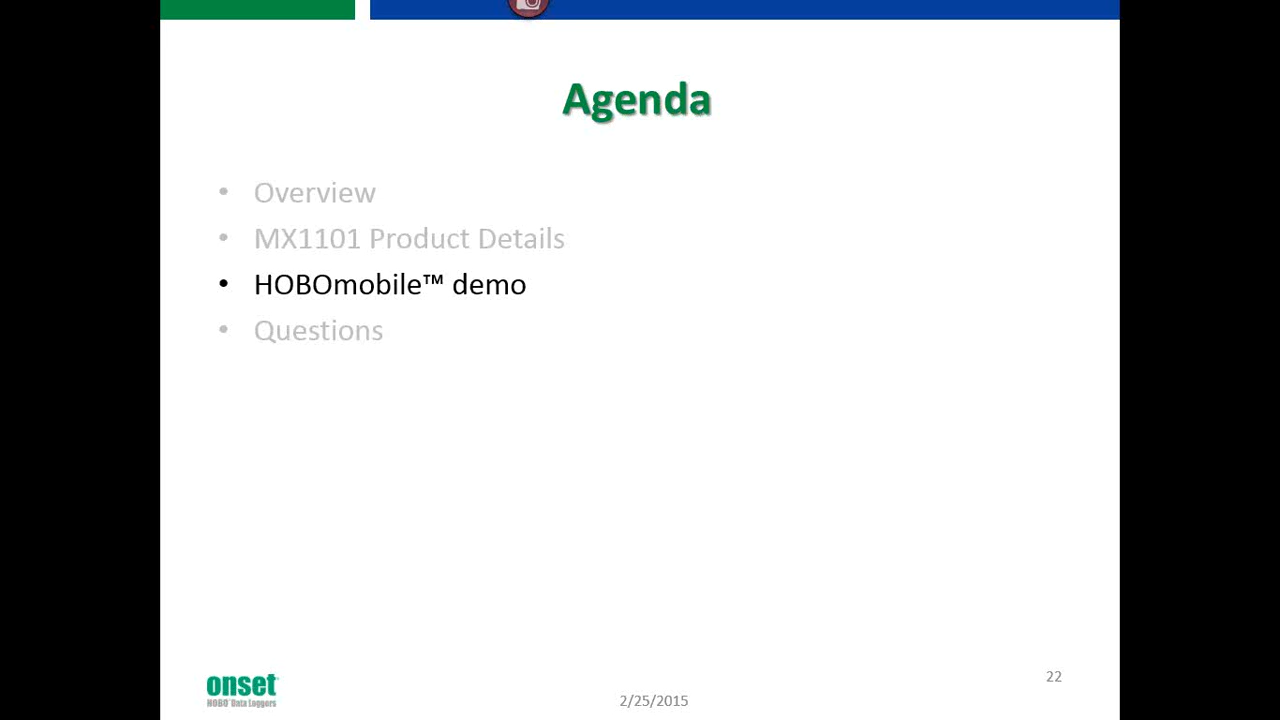 Agenda
• Overview
• MX1101 Product Details
• HOBOmobile™ demo
• Questions
22
onset
HOBO® Data Loggers
2/25/2015